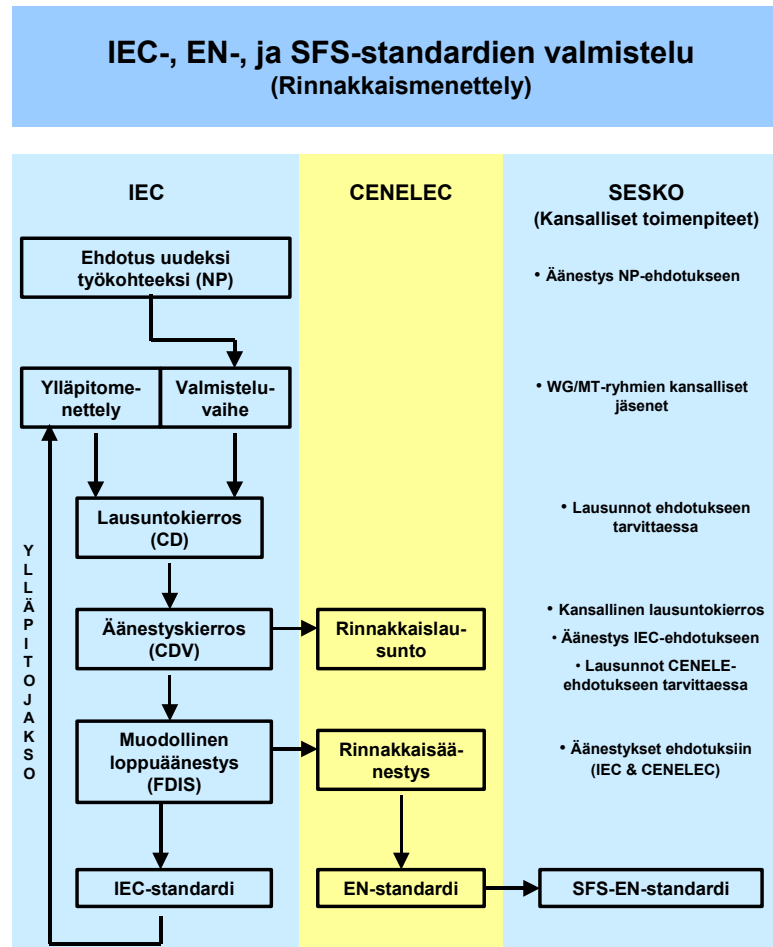 IEC-, EN-, ja SFS-standardien valmistelu
(Rinnakkaismenettely)
IEC
CENELEC
SESKO
(Kansalliset toimenpiteet)
Ehdotus uudeksi
työkohteeksi (NP)
• Äänestys NP-ehdotukseen
Ylläpitome-
nettely
Valmistelu-
vaihe
• WG/MT-ryhmien kansalliset
jäsenet
Lausuntokierros
(CD)
• Lausunnot ehdotukseen
tarvittaessa
YLLÄPITOJAKSO
Äänestyskierros
(CDV)
Rinnakkaislau-
sunto
• Kansallinen lausuntokierros
• Äänestys IEC-ehdotukseen
• Lausunnot CENELE-
ehdotukseen tarvittaessa
Muodollinen
loppuäänestys
(FDIS)
Rinnakkaisää-
nestys
• Äänestykset ehdotuksiin
(IEC & CENELEC)
IEC-standardi
EN-standardi
SFS-EN-standardi